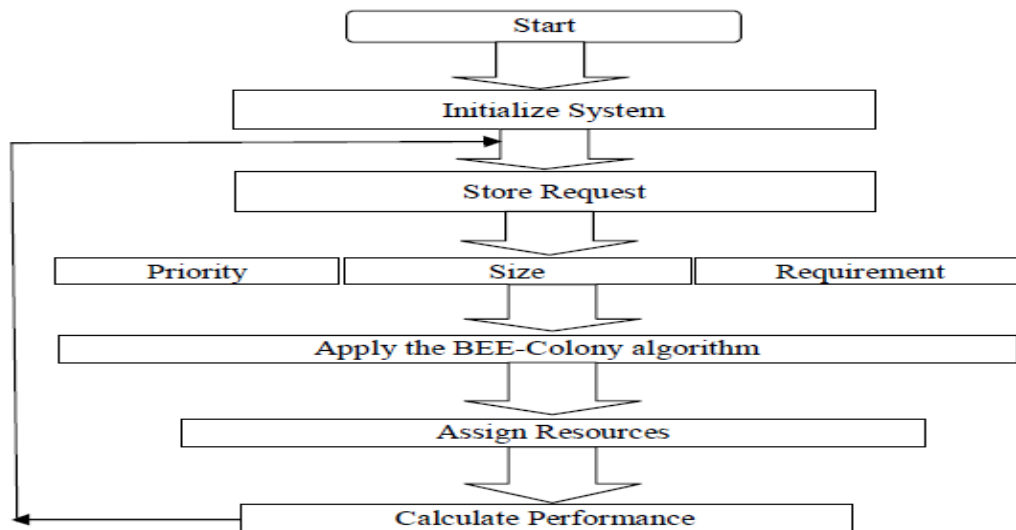 Start
Initialize System
Store Request
Priority Size Requirement
Apply the BEE-Colony algorithm
Assign Resources
Calculate Performance